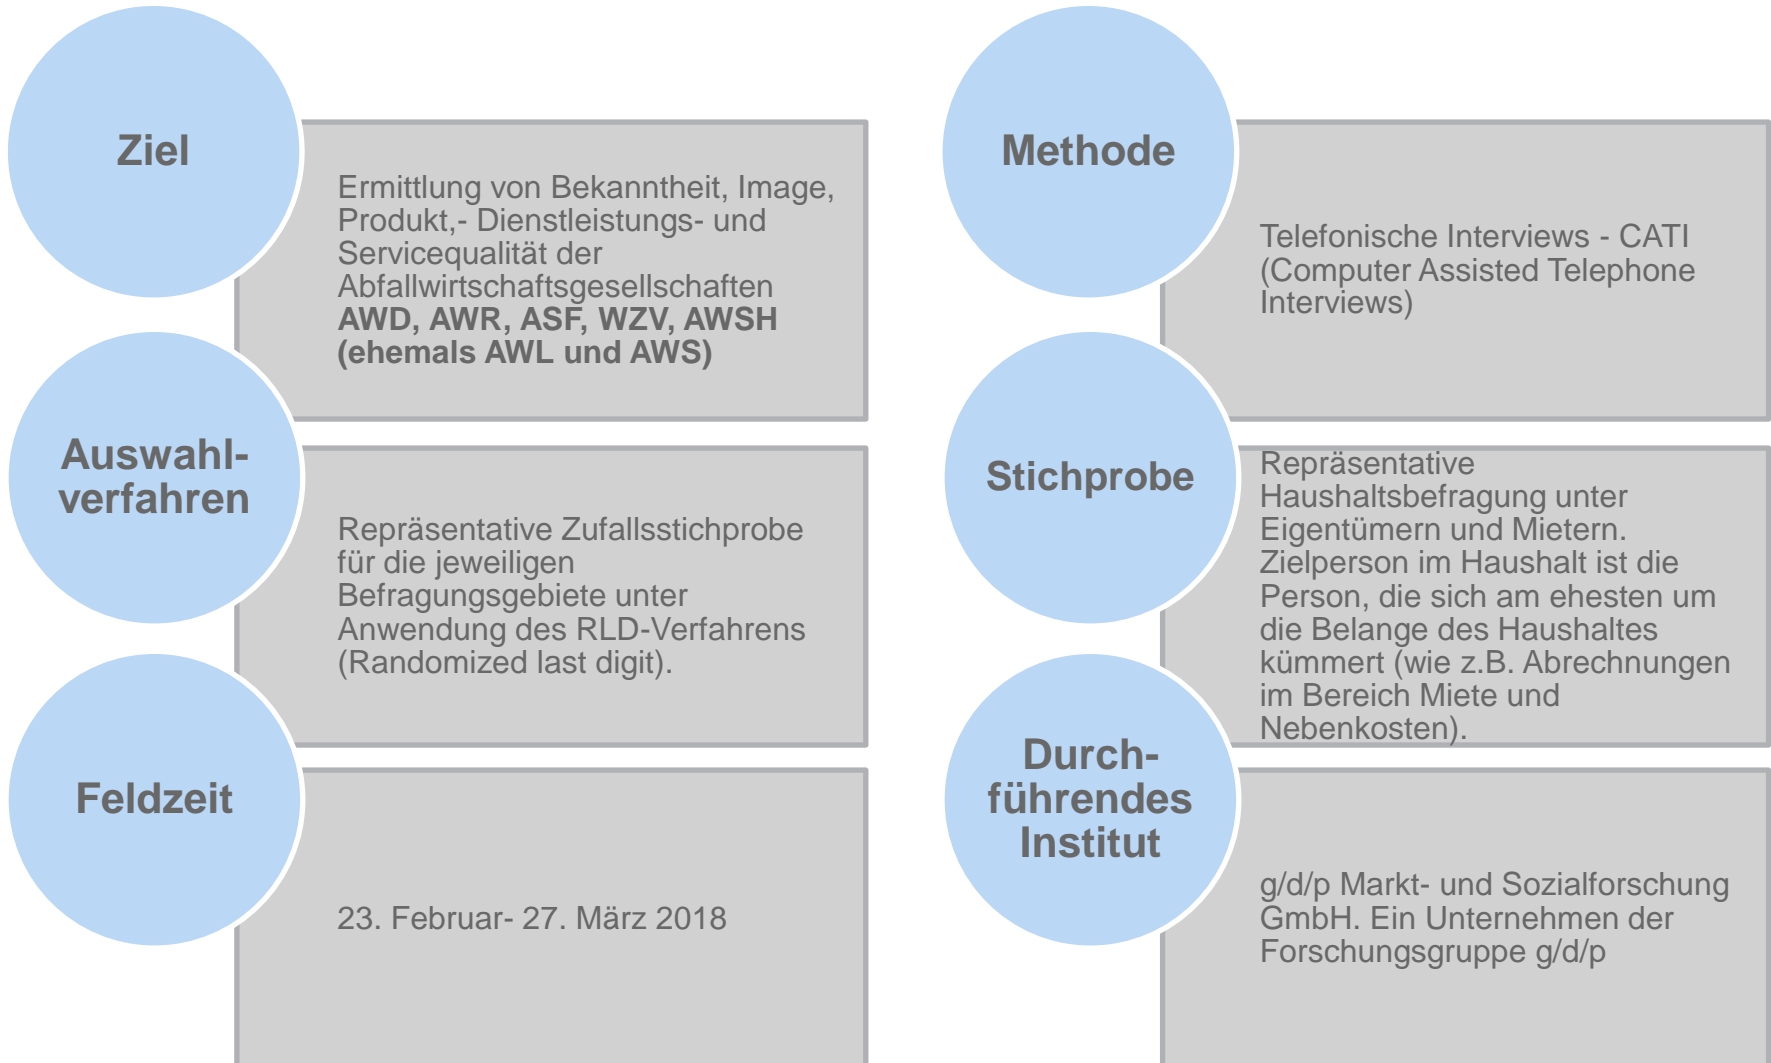 Ziel
Ermittlung von Bekanntheit, Image,
Produkt,- Dienstleistungs- und
Servicequalität der
Abfallwirtschaftsgesellschaften
AWD, AWR, ASF, WZV, AWSH
(ehemals AWL und AWS)
Auswahl-
verfahren
Repräsentative Zufallsstichprobe
für die jeweiligen
Befragungsgebiete unter
Anwendung des RLD-Verfahrens
(Randomized last digit).
Feldzeit
23. Februar- 27. März 2018
Methode
Telefonische Interviews - CATI
(Computer Assisted Telephone
Interviews)
Stichprobe
Repräsentative
Haushaltsbefragung unter
Eigentümern und Mietern.
Zielperson im Haushalt ist die
Person, die sich am ehesten um
die Belange des Haushaltes
kümmert (wie z.B. Abrechnungen
im Bereich Miete und
Nebenkosten).
Durch-
führendes
Institut
g/d/p Markt- und Sozialforschung
GmbH. Ein Unternehmen der
Forschungsgruppe g/d/p